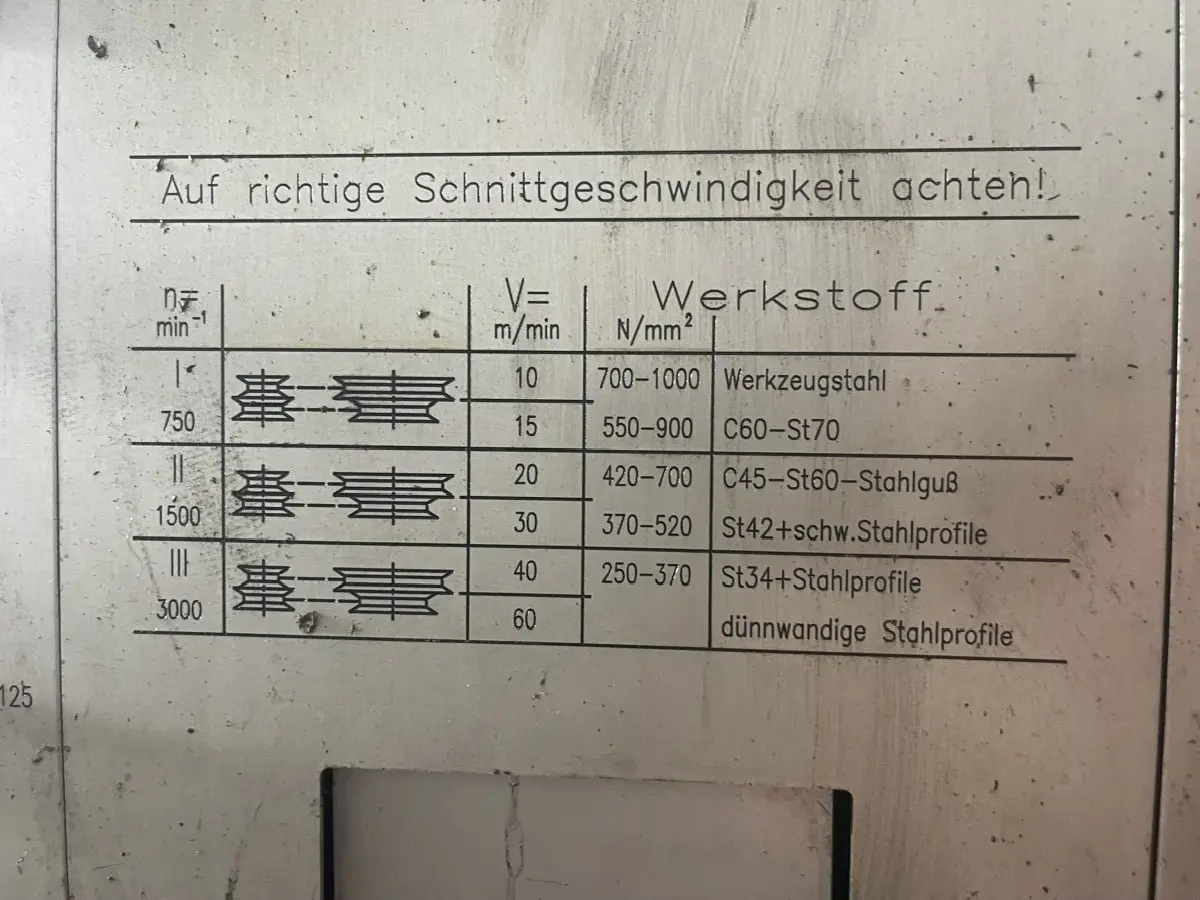 Auf richtige Schnittgeschwindigkeit achten!
n= V= Werkstoff
min⁻¹ m/min N/mm²
I 10 700-1000 Werkzeugstahl
750 15 550-900 C60-St70
II 20 420-700 C45-St60-Stahlguß
1500 30 370-520 St42+schw.Stahlprofile
III 40 250-370 St34+Stahlprofile
3000 60 dünnwandige Stahlprofile
125